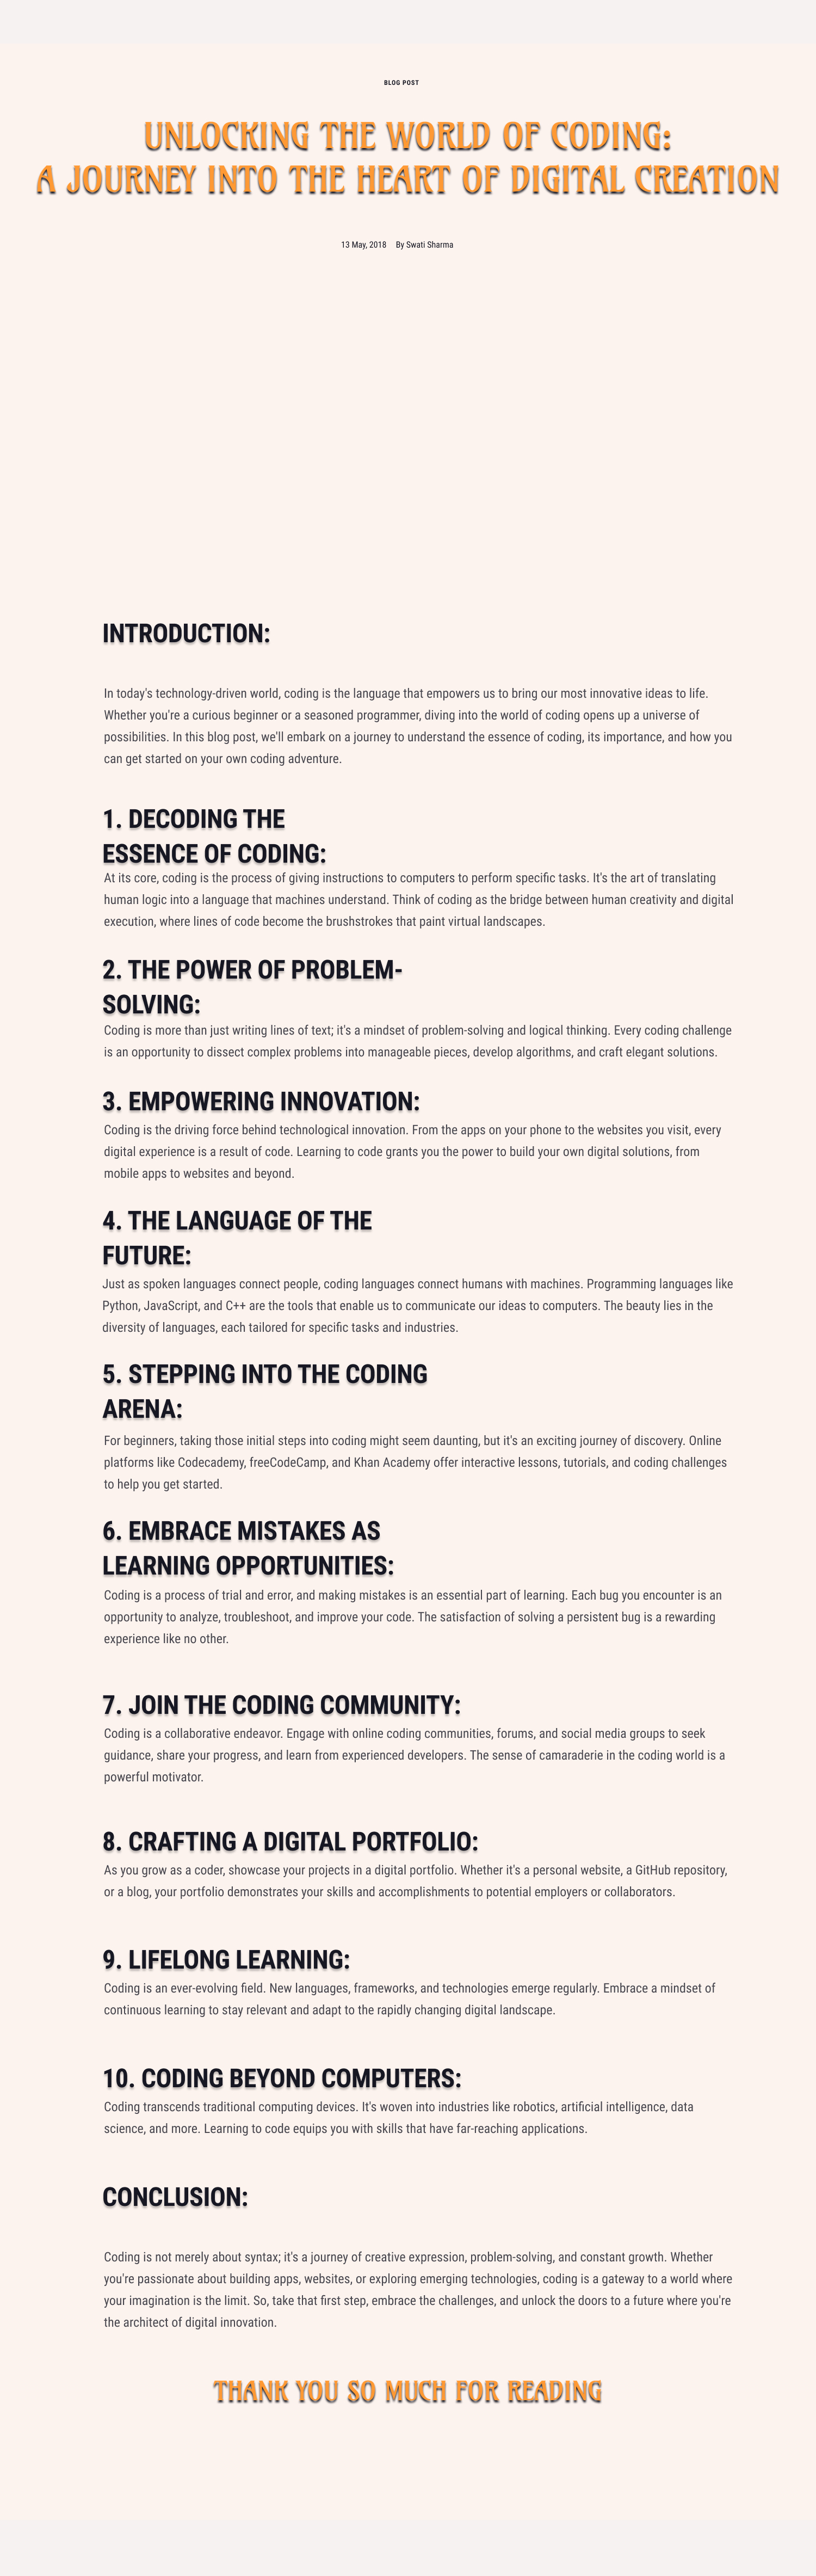 BLOG POST
UNLOCKING THE WORLD OF CODING:
A JOURNEY INTO THE HEART OF DIGITAL CREATION
13 May, 2018 By Swati Sharma
INTRODUCTION:
In today's technology-driven world, coding is the language that empowers us to bring our most innovative ideas to life.
Whether you're a curious beginner or a seasoned programmer, diving into the world of coding opens up a universe of
possibilities. In this blog post, we'll embark on a journey to understand the essence of coding, its importance, and how you
can get started on your own coding adventure.
1. DECODING THE
ESSENCE OF CODING:
At its core, coding is the process of giving instructions to computers to perform specific tasks. It's the art of translating
human logic into a language that machines understand. Think of coding as the bridge between human creativity and digital
execution, where lines of code become the brushstrokes that paint virtual landscapes.
2. THE POWER OF PROBLEM-
SOLVING:
Coding is more than just writing lines of text; it's a mindset of problem-solving and logical thinking. Every coding challenge
is an opportunity to dissect complex problems into manageable pieces, develop algorithms, and craft elegant solutions.
3. EMPOWERING INNOVATION:
Coding is the driving force behind technological innovation. From the apps on your phone to the websites you visit, every
digital experience is a result of code. Learning to code grants you the power to build your own digital solutions, from
mobile apps to websites and beyond.
4. THE LANGUAGE OF THE
FUTURE:
Just as spoken languages connect people, coding languages connect humans with machines. Programming languages like
Python, JavaScript, and C++ are the tools that enable us to communicate our ideas to computers. The beauty lies in the
diversity of languages, each tailored for specific tasks and industries.
5. STEPPING INTO THE CODING
ARENA:
For beginners, taking those initial steps into coding might seem daunting, but it's an exciting journey of discovery. Online
platforms like Codecademy, freeCodeCamp, and Khan Academy offer interactive lessons, tutorials, and coding challenges
to help you get started.
6. EMBRACE MISTAKES AS
LEARNING OPPORTUNITIES:
Coding is a process of trial and error, and making mistakes is an essential part of learning. Each bug you encounter is an
opportunity to analyze, troubleshoot, and improve your code. The satisfaction of solving a persistent bug is a rewarding
experience like no other.
7. JOIN THE CODING COMMUNITY:
Coding is a collaborative endeavor. Engage with online coding communities, forums, and social media groups to seek
guidance, share your progress, and learn from experienced developers. The sense of camaraderie in the coding world is a
powerful motivator.
8. CRAFTING A DIGITAL PORTFOLIO:
As you grow as a coder, showcase your projects in a digital portfolio. Whether it's a personal website, a GitHub repository,
or a blog, your portfolio demonstrates your skills and accomplishments to potential employers or collaborators.
9. LIFELONG LEARNING:
Coding is an ever-evolving field. New languages, frameworks, and technologies emerge regularly. Embrace a mindset of
continuous learning to stay relevant and adapt to the rapidly changing digital landscape.
10. CODING BEYOND COMPUTERS:
Coding transcends traditional computing devices. It's woven into industries like robotics, artificial intelligence, data
science, and more. Learning to code equips you with skills that have far-reaching applications.
CONCLUSION:
Coding is not merely about syntax; it's a journey of creative expression, problem-solving, and constant growth. Whether
you're passionate about building apps, websites, or exploring emerging technologies, coding is a gateway to a world where
your imagination is the limit. So, take that first step, embrace the challenges, and unlock the doors to a future where you're
the architect of digital innovation.
THANK YOU SO MUCH FOR READING